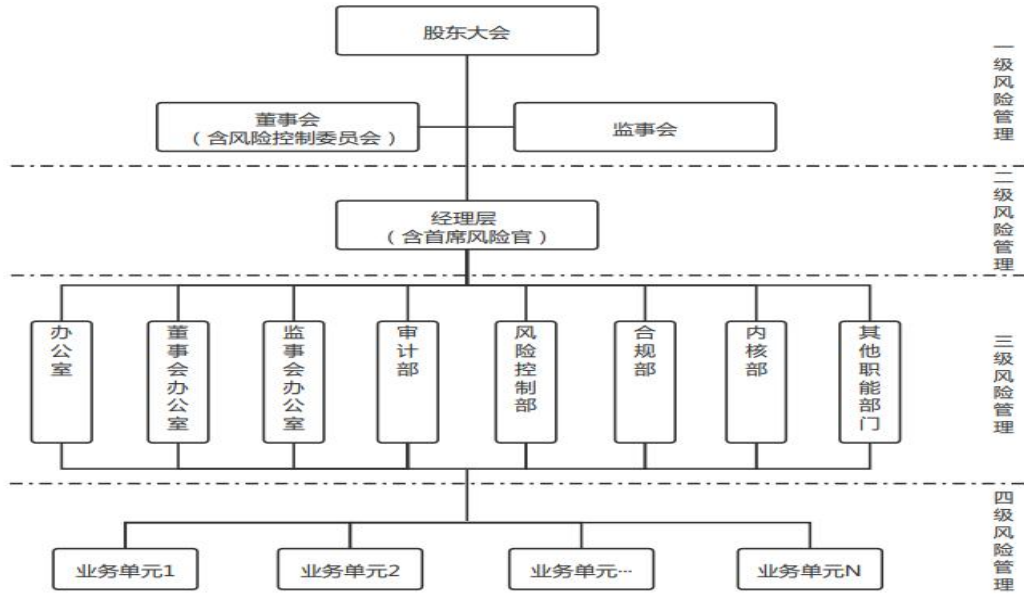 股东大会
董事会
（含风险控制委员会）
监事会
一级风险管理
经理层
（含首席风险官）
二级风险管理
办公室
董事会办公室
监事会办公室
审计部
风险控制部
合规部
内核部
其他职能部门
三级风险管理
业务单元1
业务单元2
业务单元…
业务单元N
四级风险管理